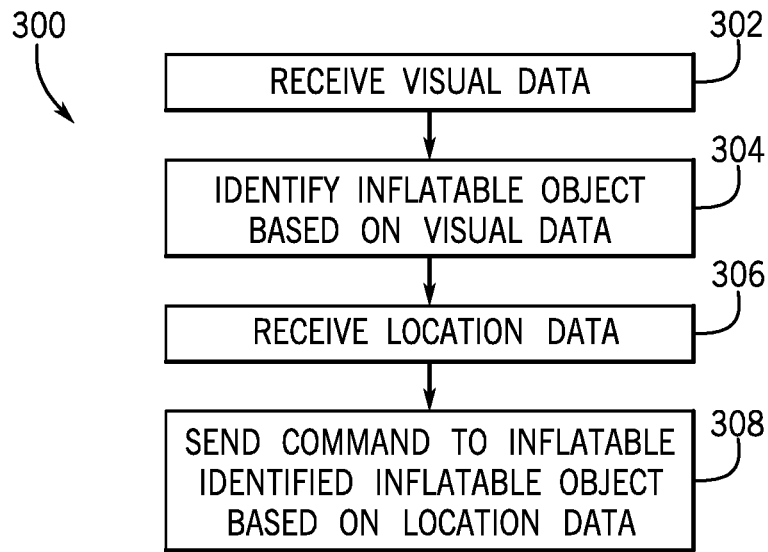 300
302
RECEIVE VISUAL DATA
304
IDENTIFY INFLATABLE OBJECT
BASED ON VISUAL DATA
306
RECEIVE LOCATION DATA
308
SEND COMMAND TO INFLATABLE
IDENTIFIED INFLATABLE OBJECT
BASED ON LOCATION DATA